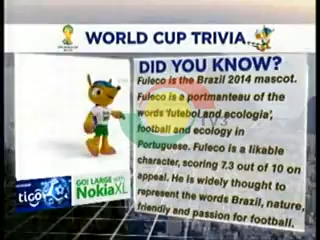 WORLD CUP TRIVIA
DID YOU KNOW?
Fuleco is the Brazil 2014 mascot.
Fuleco is a portmanteau of the
words 'futebol and ecologia',
football and ecology in
Portuguese. Fuleco is a likable
character, scoring 7.3 of 10 on
appeal. He is widely thought to
represent the words Brazil, nature,
friendly and passion for football.
tigo
GO! LARGE with
Nokia XL